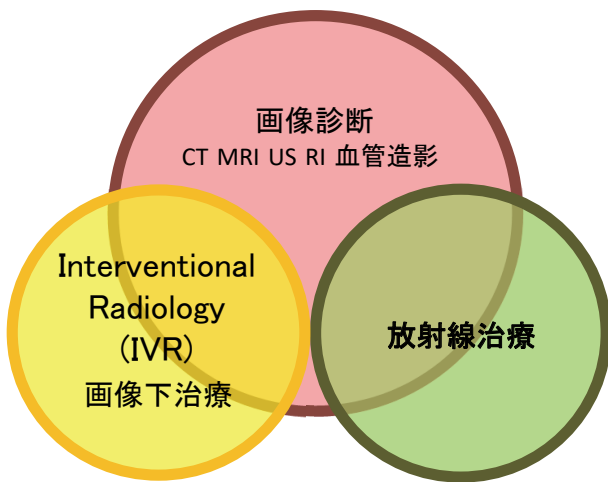 画像診断
CT MRI US RI 血管造影
Interventional
Radiology
(IVR)
画像下治療
放射線治療